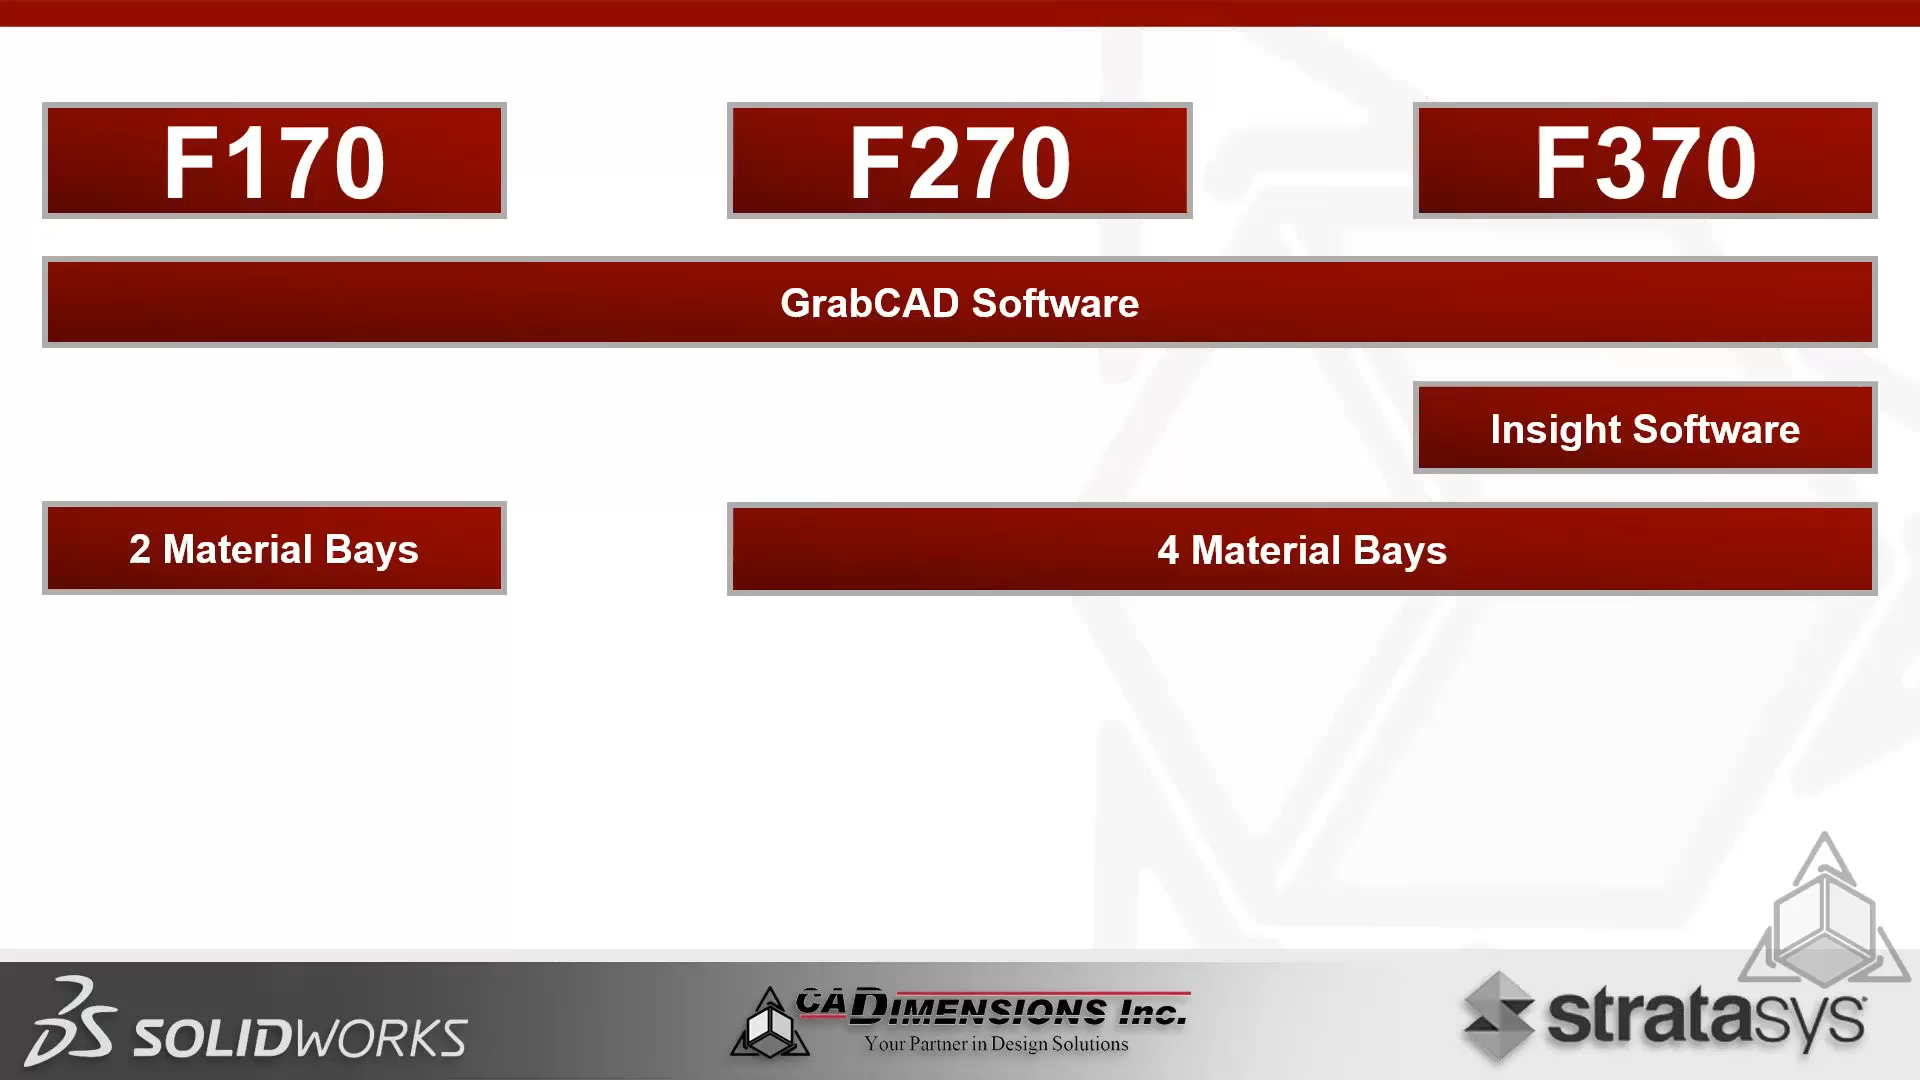 F170
F270
F370
GrabCAD Software
Insight Software
2 Material Bays
4 Material Bays
SOLIDWORKS
CADIMENSIONS Inc.
Your Partner in Design Solutions
stratasys